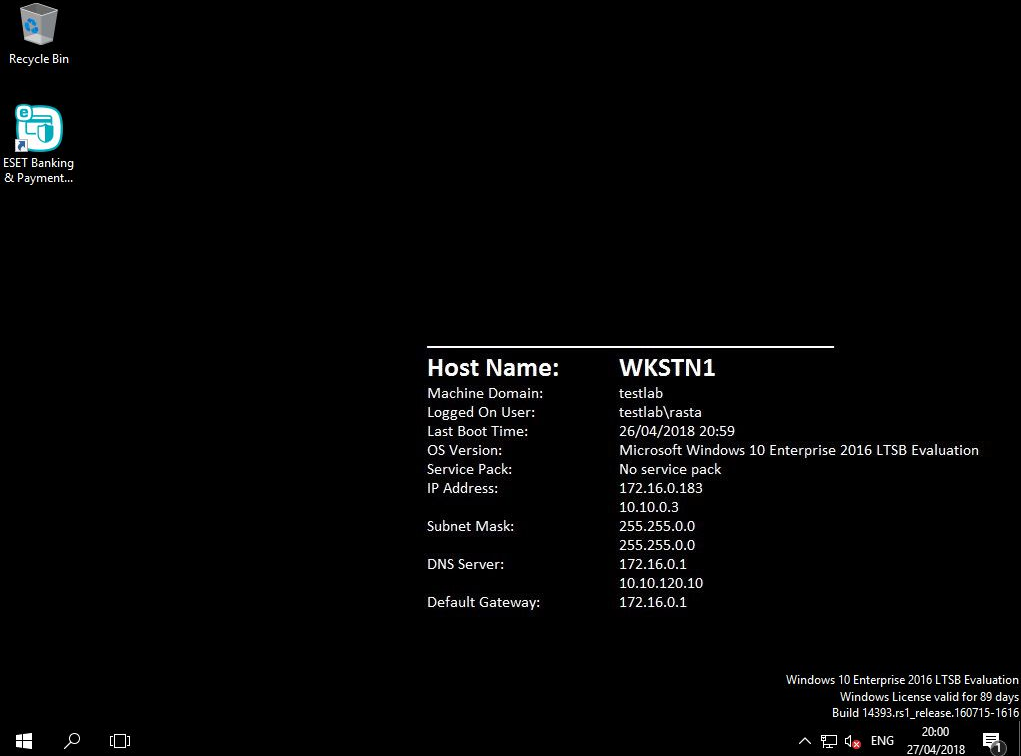 Recycle Bin
ESET Banking
& Payment...
Host Name: WKSTN1
Machine Domain: testlab
Logged On User: testlab\rasta
Last Boot Time: 26/04/2018 20:59
OS Version: Microsoft Windows 10 Enterprise 2016 LTSB Evaluation
Service Pack: No service pack
IP Address: 172.16.0.183
10.10.0.3
Subnet Mask: 255.255.0.0
255.255.0.0
DNS Server: 172.16.0.1
10.10.120.10
Default Gateway: 172.16.0.1
Windows 10 Enterprise 2016 LTSB Evaluation
Windows License valid for 89 days
Build 14393.rs1_release.160715-1616
ENG
20:00
27/04/2018
1